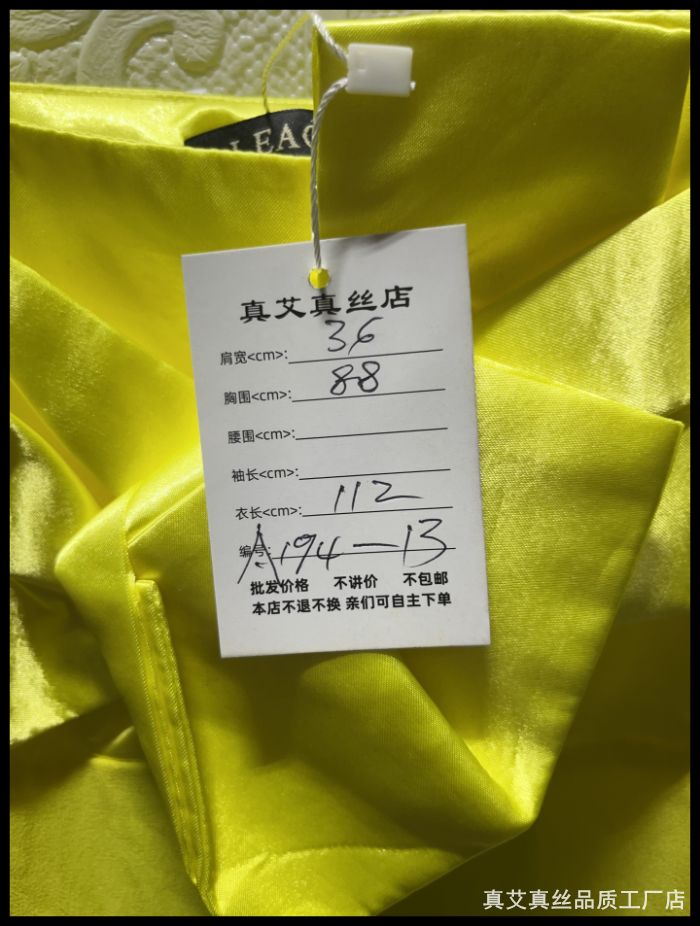 LEAG
真艾真丝店
肩宽<cm>: 36
胸围<cm>: 88
腰围<cm>:
袖长<cm>:
衣长<cm>: 112
编号: A194-13
批发价格 不讲价 不包邮
本店不退不换 亲们可自主下单
真艾真丝品质工厂店